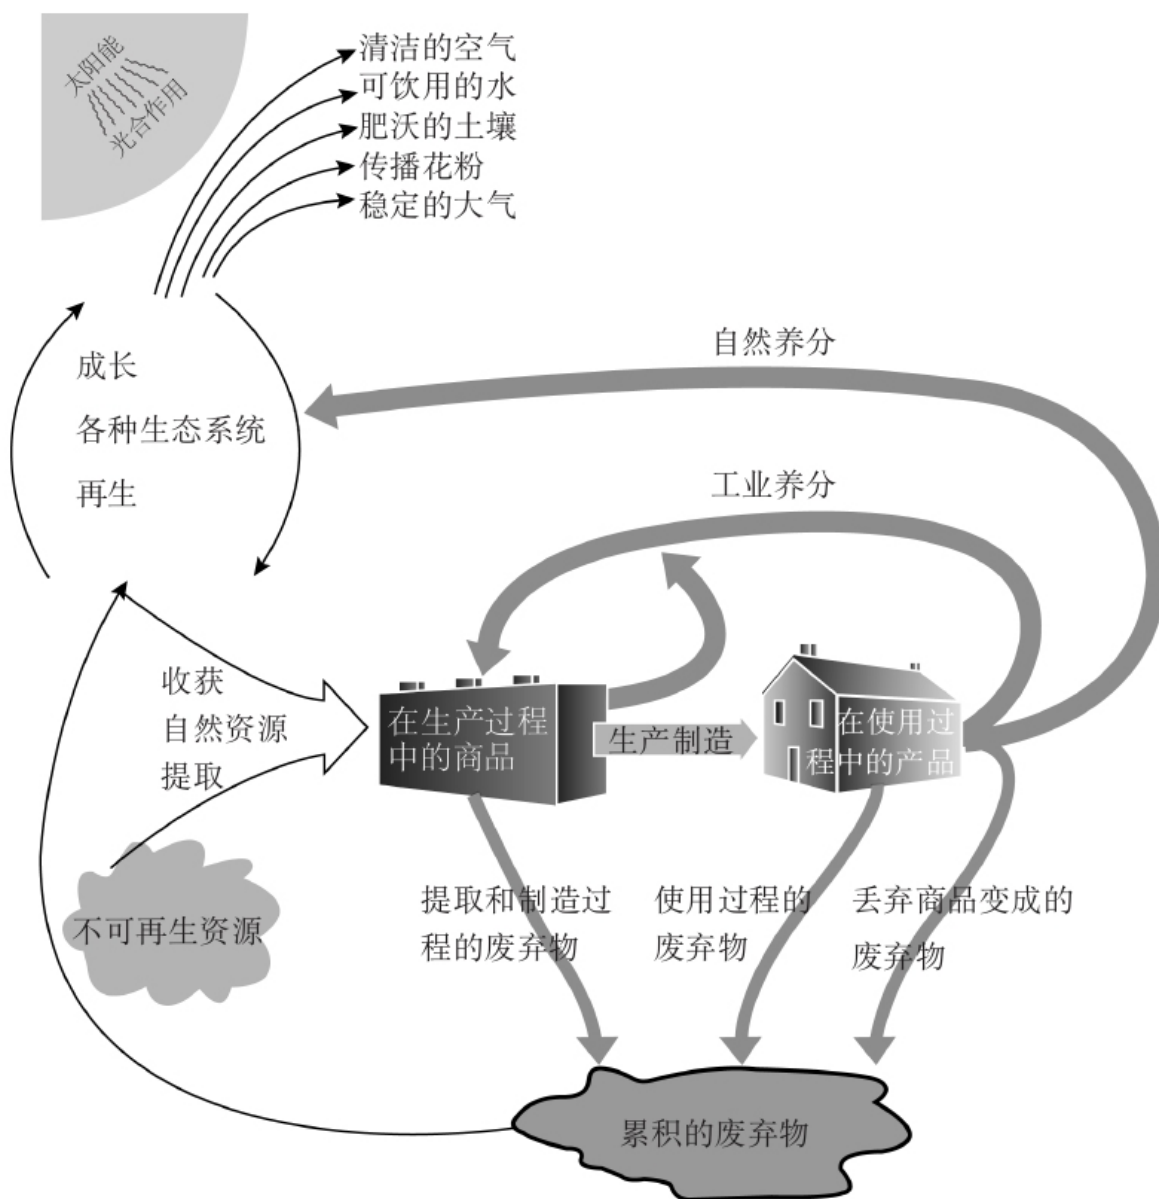 太阳能
光合作用
清洁的空气
可饮用的水
肥沃的土壤
传播花粉
稳定的大气
成长
各种生态系统
再生
自然养分
工业养分
收获
自然资源
提取
在生产过程
中的商品
生产制造
在使用过
程中的产品
不可再生资源
提取和制造过
程的废弃物
使用过程的
废弃物
丢弃商品变成的
废弃物
累积的废弃物